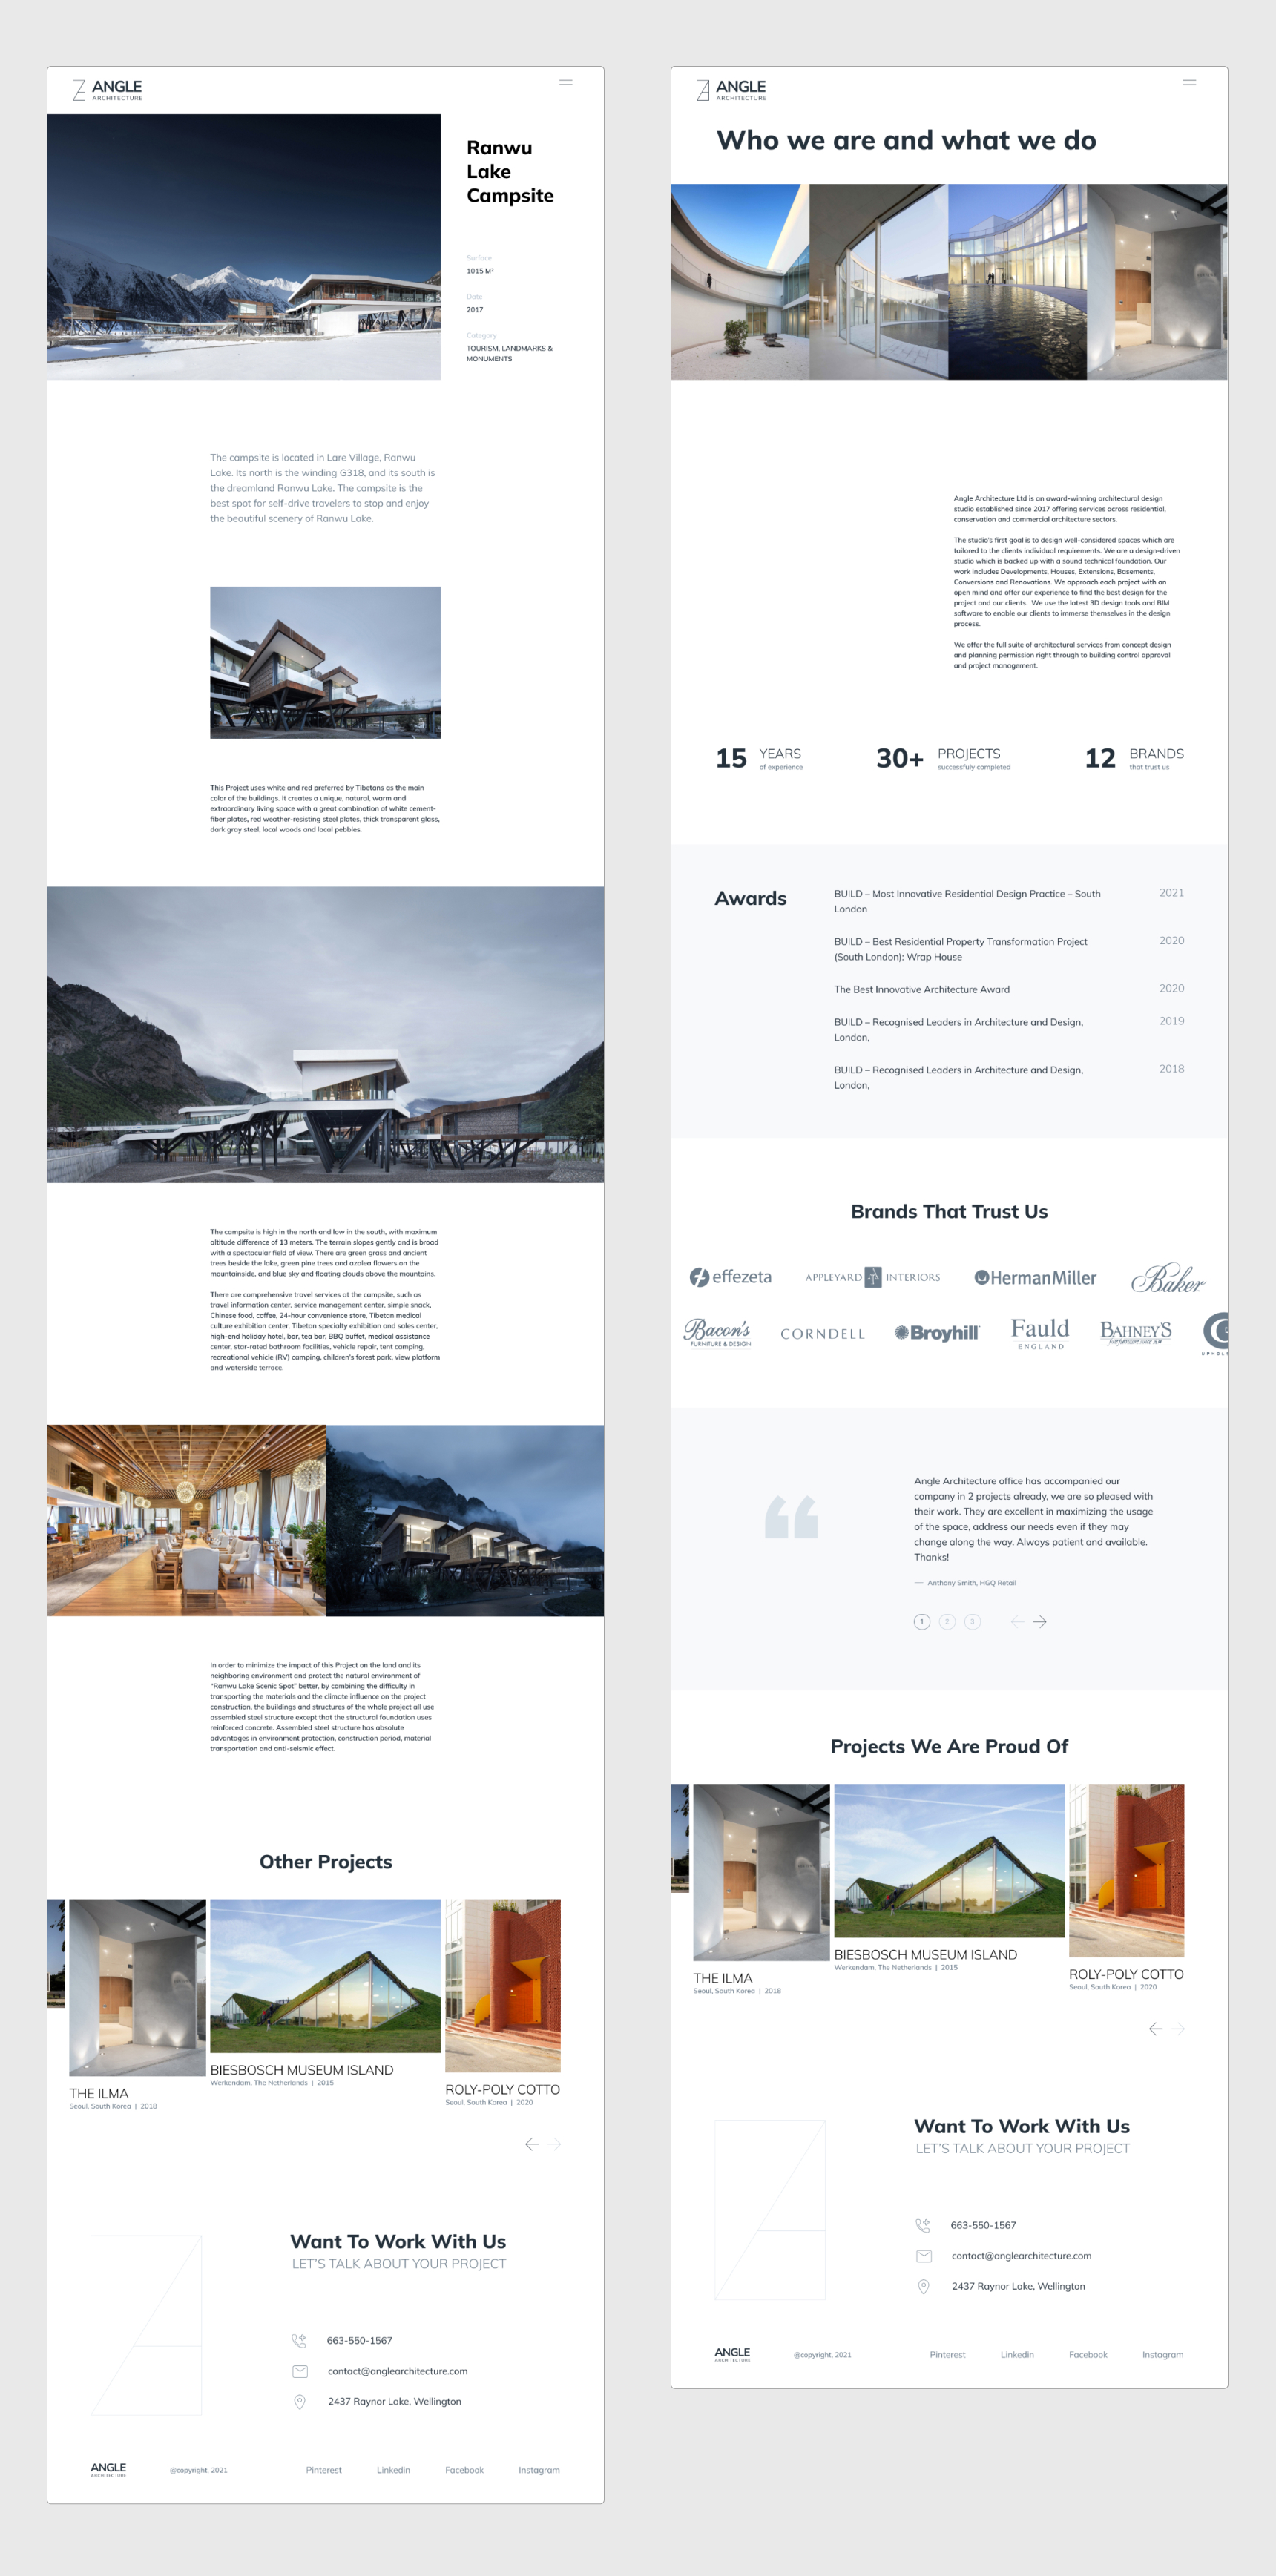 ANGLE
ARCHITECTURE
Ranwu
Lake
Campsite
Surface
1015 M²
Date
2017
Category
TOURISM, LANDMARKS &
MONUMENTS
The campsite is located in Lare Village, Ranwu
Lake. Its north is the winding G318, and its south is
the dreamland Ranwu Lake. The campsite is the
best spot for self-drive travelers to stop and enjoy
the beautiful scenery of Ranwu Lake.
This Project uses white and red preferred by Tibetans as the main
color of the buildings. It creates a unique, natural, warm and
extraordinary living space with a great combination of white cement-
fiber plates, red weather-resisting steel plates, thick transparent glass,
dark gray steel, local woods and local pebbles.
The campsite is high in the north and low in the south, with maximum
altitude difference of 13 meters. The terrain slopes gently and is broad
with a spectacular field of view. There are green grass and ancient
trees beside the lake, green pine trees and azalea flowers on the
mountainside, and blue sky and floating clouds above the mountains.
There are comprehensive travel services at the campsite, such as
travel information center, service management center, simple snack,
Chinese food, coffee, 24-hour convenience store, Tibetan medical
culture exhibition center, Tibetan specialty exhibition and sales center,
high-end holiday hotel, bar, tea bar, BBQ buffet, medical assistance
center, star-rated bathroom facilities, vehicle repair, tent camping,
recreational vehicle (RV) camping, children's forest park, view platform
and waterside terrace.
In order to minimize the impact of this Project on the land and its
neighboring environment and protect the natural environment of
"Ranwu Lake Scenic Spot" better, by combining the difficulty in
transporting the materials and the climate influence on the project
construction, the buildings and structures of the whole project all use
assembled steel structure except that the structural foundation uses
reinforced concrete. Assembled steel structure has absolute
advantages in environment protection, construction period, material
transportation and anti-seismic effect.
Other Projects
THE ILMA
Seoul, South Korea | 2018
BIESBOSCH MUSEUM ISLAND
Werkendam, The Netherlands | 2015
ROLY-POLY COTTO
Seoul, South Korea | 2020
Want To Work With Us
LET'S TALK ABOUT YOUR PROJECT
663-550-1567
contact@anglearchitecture.com
2437 Raynor Lake, Wellington
ANGLE
ARCHITECTURE
@copyright, 2021
Pinterest
Linkedin
Facebook
Instagram
ANGLE
ARCHITECTURE
Who we are and what we do
Angle Architecture Ltd is an award-winning architectural design
studio established since 2017 offering services across residential,
conservation and commercial architecture sectors.
The studio's first goal is to design well-considered spaces which are
tailored to the clients individual requirements. We are a design-driven
studio which is backed up with a sound technical foundation. Our
work includes Developments, Houses, Extensions, Basements,
Conversions and Renovations. We approach each project with an
open mind and offer our experience to find the best design for the
project and our clients. We use the latest 3D design tools and BIM
software to enable our clients to immerse themselves in the design
process.
We offer the full suite of architectural services from concept design
and planning permission right through to building control approval
and project management.
15 YEARS
of experience
30+ PROJECTS
successfuly completed
12 BRANDS
that trust us
Awards
BUILD – Most Innovative Residential Design Practice – South
London
2021
BUILD – Best Residential Property Transformation Project
(South London): Wrap House
2020
The Best Innovative Architecture Award
2020
BUILD – Recognised Leaders in Architecture and Design,
London,
2019
BUILD – Recognised Leaders in Architecture and Design,
London,
2018
Brands That Trust Us
effezeta
APPLEYARD INTERIORS
HermanMiller
Baker
Bacon's
FURNITURE & DESIGN
CORNDELL
Broyhill
Fauld
ENGLAND
BAHNEY'S
Angle Architecture office has accompanied our
company in 2 projects already, we are so pleased with
their work. They are excellent in maximizing the usage
of the space, address our needs even if they may
change along the way. Always patient and available.
Thanks!
— Anthony Smith, HGQ Retail
1 2 3
Projects We Are Proud Of
THE ILMA
Seoul, South Korea | 2018
BIESBOSCH MUSEUM ISLAND
Werkendam, The Netherlands | 2015
ROLY-POLY COTTO
Seoul, South Korea | 2020
Want To Work With Us
LET'S TALK ABOUT YOUR PROJECT
663-550-1567
contact@anglearchitecture.com
2437 Raynor Lake, Wellington
ANGLE
ARCHITECTURE
@copyright, 2021
Pinterest
Linkedin
Facebook
Instagram